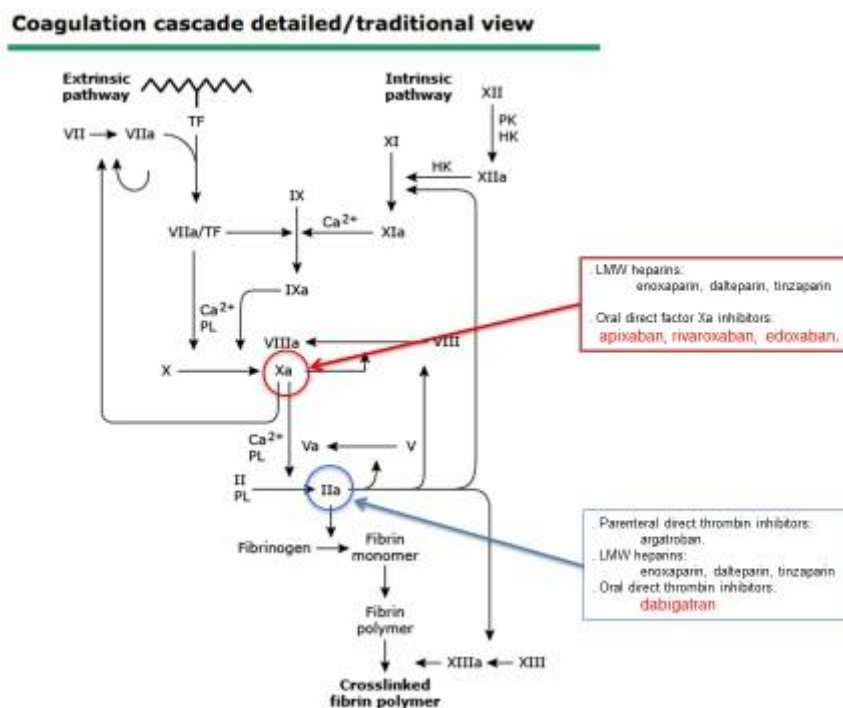 Coagulation cascade detailed/traditional view
Extrinsic
pathway
Intrinsic
pathway
XII
TF
PK
HK
VII
VIIa
XI
HK
XIIa
IX
VIIa/TF
Ca2+
XIa
IXa
Ca2+
PL
. LMW heparins:
enoxaparin, dalteparin, tinzaparin
. Oral direct factor Xa inhibitors:
apixaban, rivaroxaban, edoxaban.
VIIIa
VIII
X
Xa
Ca2+
PL
Va
V
II
PL
IIa
Fibrinogen
Fibrin
monomer
. Parenteral direct thrombin inhibitors:
argatroban.
. LMW heparins:
enoxaparin, dalteparin, tinzaparin
. Oral direct thrombin inhibitors:
dabigatran
Fibrin
polymer
XIIIa
XIII
Crosslinked
fibrin polymer